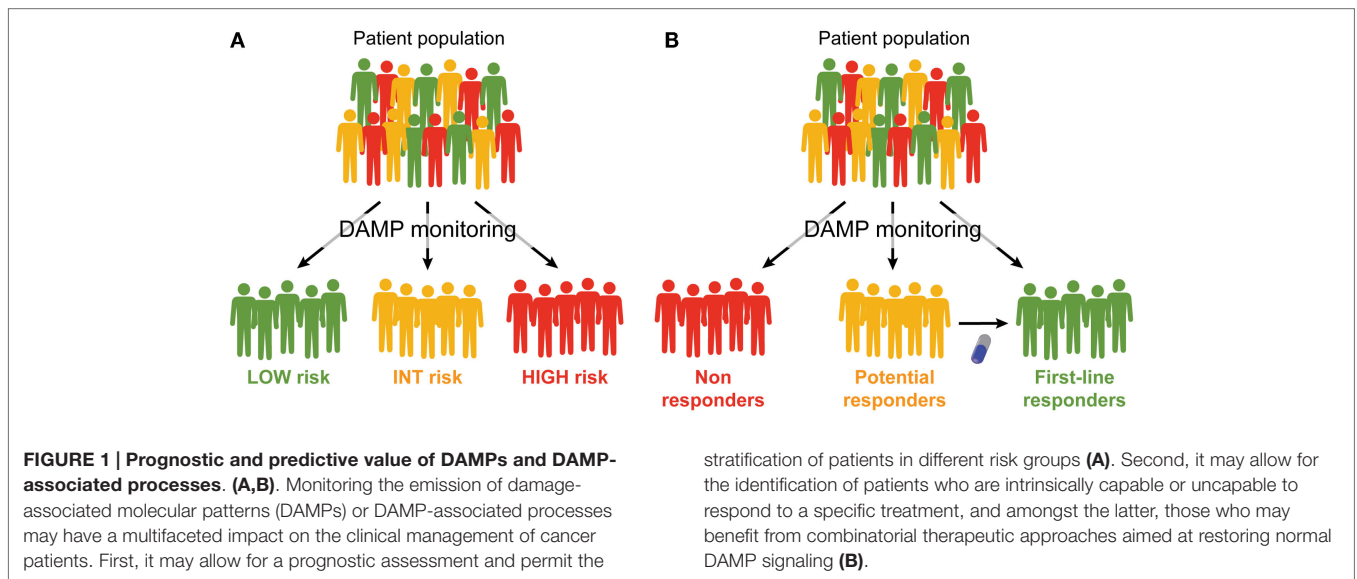 A
Patient population
DAMP monitoring
LOW risk
INT risk
HIGH risk
B
Patient population
DAMP monitoring
Non
responders
Potential
responders
First-line
responders
FIGURE 1 | Prognostic and predictive value of DAMPs and DAMP-
associated processes. (A,B). Monitoring the emission of damage-
associated molecular patterns (DAMPs) or DAMP-associated processes
may have a multifaceted impact on the clinical management of cancer
patients. First, it may allow for a prognostic assessment and permit the
stratification of patients in different risk groups (A). Second, it may allow for
the identification of patients who are intrinsically capable or uncapable to
respond to a specific treatment, and amongst the latter, those who may
benefit from combinatorial therapeutic approaches aimed at restoring normal
DAMP signaling (B).